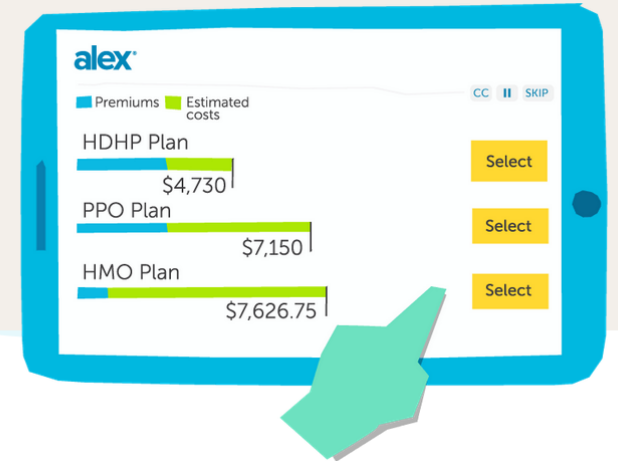 alex
Premiums Estimated
costs
CC II SKIP
HDHP Plan
Select
$4,730
PPO Plan
Select
$7,150
HMO Plan
Select
$7,626.75